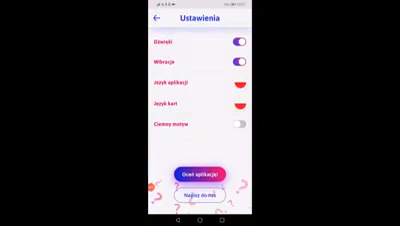 Ustawienia
Dźwięki
Wibracje
Język aplikacji
Język kart
Ciemny motyw
Oceń aplikację!
Napisz do nas